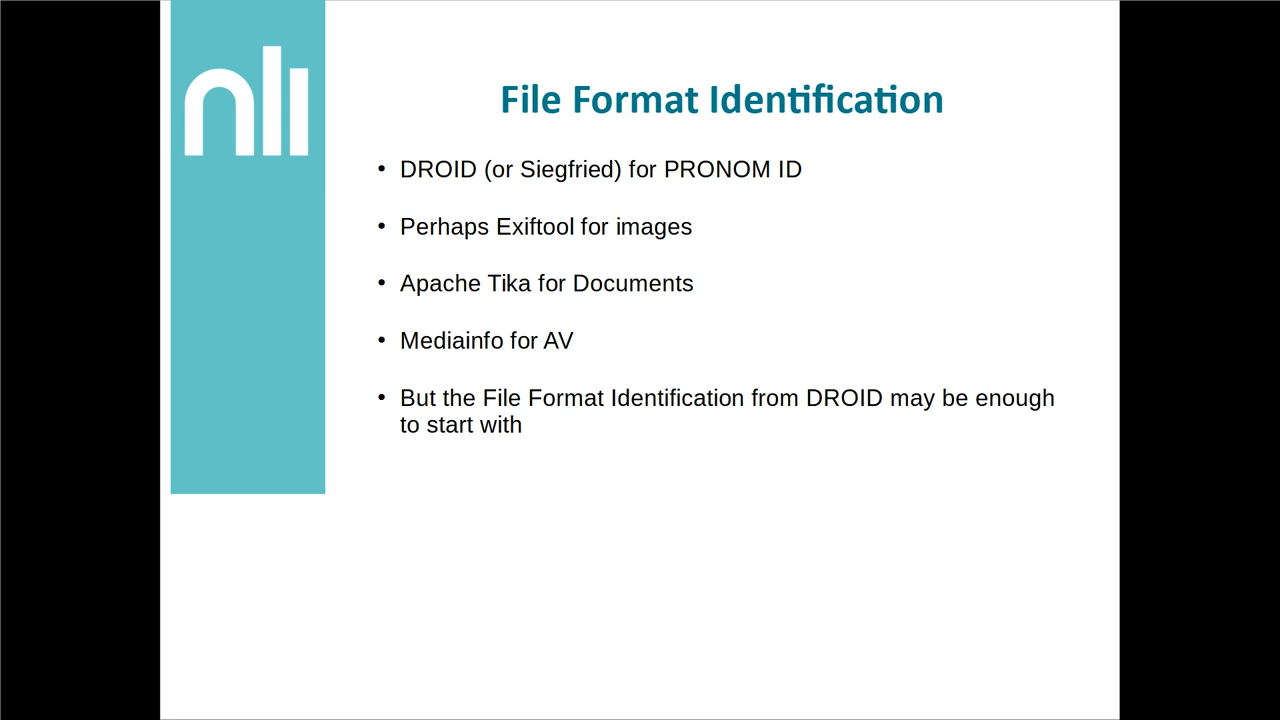 nli
File Format Identification
• DROID (or Siegfried) for PRONOM ID
• Perhaps Exiftool for images
• Apache Tika for Documents
• Mediainfo for AV
• But the File Format Identification from DROID may be enough
to start with